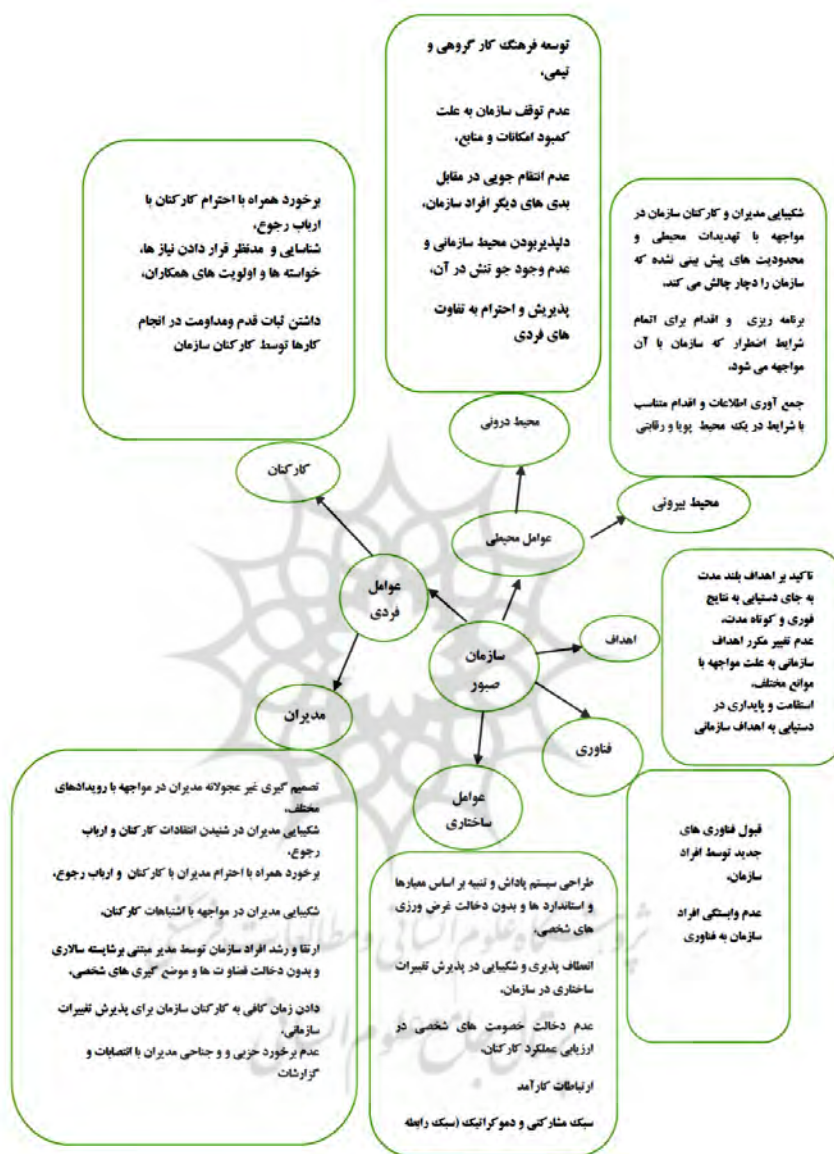 توسعه فرهنگ کار گروهی و
تیمی،
عدم توقف سازمان به علت
کمبود امکانات و منابع،
عدم انتقام جویی در مقابل
بدی های دیگر افراد سازمان،
دلپذیربودن محیط سازمانی و
عدم وجود جو تنش در آن،
پذیرش و احترام به تفاوت
های فردی
برخورد همراه با احترام کارکنان با
ارباب رجوع،
شناسایی و مدنظر قرار دادن نیاز ها،
خواسته ها و اولویت های همکاران،
داشتن ثبات قدم ومداومت در انجام
کارها توسط کارکنان سازمان
شکیبایی مدیران و کارکنان سازمان در
مواجهه با تهدیدات محیطی و
محدودیت های پیش بینی نشده که
سازمان را دچار چالش می کند،
برنامه ریزی و اقدام برای اتمام
شرایط اضطرار که سازمان با آن
مواجهه می شود،
جمع آوری اطلاعات و اقدام متناسب
با شرایط در یک محیط پویا و رقابتی
محیط درونی
کارکنان
محیط بیرونی
عوامل محیطی
عوامل
فردی
سازمان
صبور
اهداف
تاکید بر اهداف بلند مدت
به جای دستیابی به نتایج
فوری و کوتاه مدت،
عدم تغییر مکرر اهداف
سازمانی به علت مواجهه با
موانع مختلف،
استقامت و پایداری در
دستیابی به اهداف سازمانی
مدیران
فناوری
عوامل
ساختاری
تصمیم گیری غیر عجولانه مدیران در مواجهه با رویدادهای
مختلف،
شکیبایی مدیران در شنیدن انتقادات کارکنان و ارباب
رجوع،
برخورد همراه با احترام مدیران با کارکنان و ارباب رجوع،
شکیبایی مدیران در مواجهه با اشتباهات کارکنان،
ارتقا و رشد افراد سازمان توسط مدیر مبتنی برشایسته سالاری
و بدون دخالت قضاوت ها و موضع گیری های شخصی،
دادن زمان کافی به کارکنان سازمان برای پذیرش تغییرات
سازمانی،
عدم برخورد حزبی و و جناحی مدیران با انتصابات و
گزارشات
طراحی سیستم پاداش و تنبیه بر اساس معیارها
و استاندارد ها و بدون دخالت غرض ورزی
های شخصی،
انعطاف پذیری و شکیبایی در پذیرش تغییرات
ساختاری در سازمان،
عدم دخالت خصومت های شخصی در
ارزیابی عملکرد کارکنان،
ارتباطات کارآمد
سبک مشارکتی و دموکراتیک (سبک رابطه
قبول فناوری های
جدید توسط افراد
سازمان،
عدم وابستگی افراد
سازمان به فناوری
پژوهشگاه علوم انسانی و مطالعات فرهنگی
پرتال جامع علوم انسانی